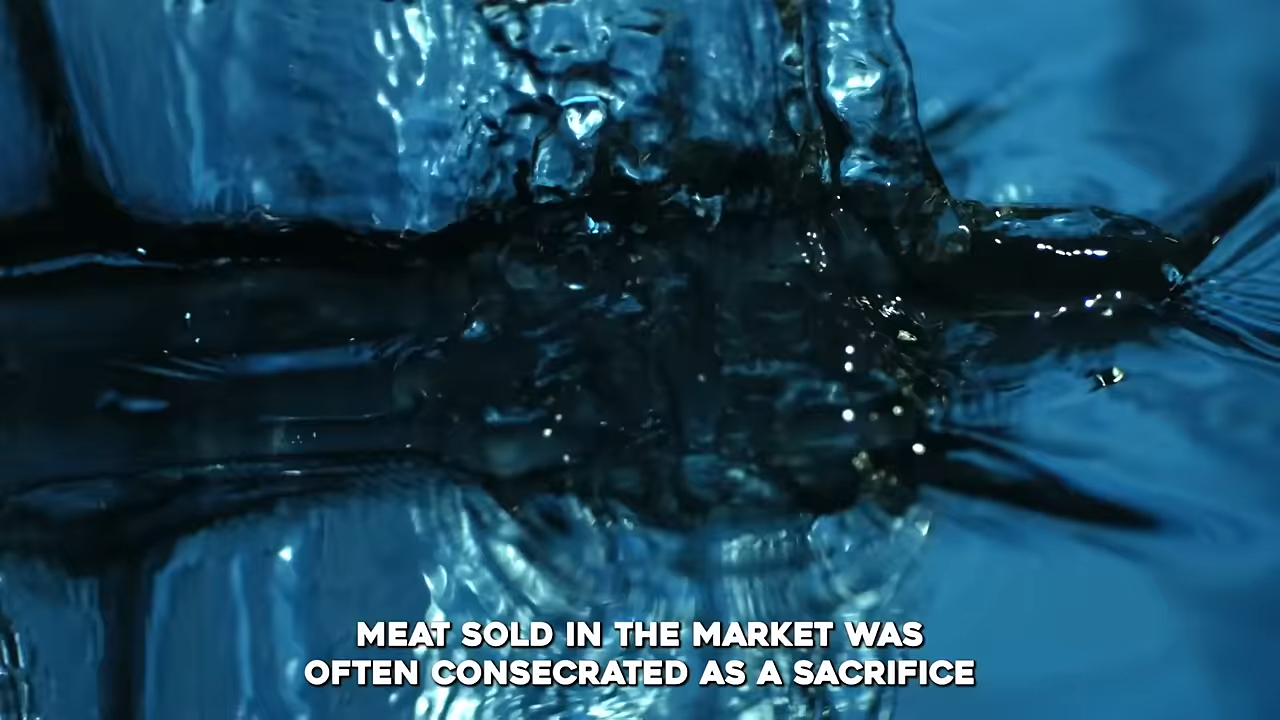 MEAT SOLD IN THE MARKET WAS
OFTEN CONSECRATED AS A SACRIFICE